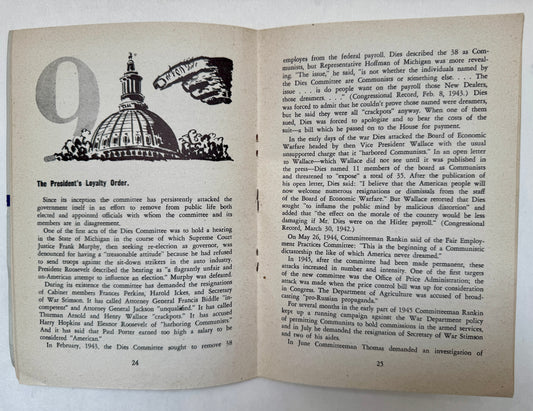 9
The President's Loyalty Order.
Since its inception the committee has persistently attacked the
government itself in an effort to remove from public life both
elected and appointed officials with whom the committee and its
members are in disagreement.
One of the first acts of the Dies Committee was to hold a hearing
in the State of Michigan in the course of which Supreme Court
Justice Frank Murphy, then seeking re-election as governor, was
denounced for having a "treasonable attitude" because he had refused
to send troops against the sit-down strikers in the auto industry.
President Roosevelt described the hearing as "a flagrantly unfair and
un-American attempt to influence an election." Murphy was defeated.
During its existence the committee has demanded the resignations
of Cabinet members Frances Perkins, Harold Ickes, and Secretary
of War Stimson. It has called Attorney General Francis Biddle "in-
competent" and Attorney General Jackson "unqualified." It has called
Thurman Arnold and Henry Wallace "crackpots." It has accused
Harry Hopkins and Eleanor Roosevelt of "harboring Communists."
And it has said that Paul Porter earned too high a salary to be
considered "American."
In February, 1943, the Dies Committee sought to remove 38
24
employes from the federal payroll. Dies described the 38 as Com-
munists, but Representative Hoffman of Michigan was more reveal-
ing. "The issue," he said, "is not whether the individuals named by
the Dies Committee are Communists or something else. . . . The
issue . . . is do people want on the payroll those New Dealers,
those dreamers. . . ." (Congressional Record, Feb. 8, 1943.) Dies
was forced to admit that he couldn't prove those named were dreamers,
but he said they were all "crackpots" anyway. When one of them
sued, Dies was forced to apologize and to bear the costs of the
suit—a bill which he passed on to the House for payment.
In the early days of the war Dies attacked the Board of Economic
Warfare headed by then Vice President Wallace with the usual
unsupported charge that it "harbored Communists." In an open letter
to Wallace—which Wallace did not see until it was published in the
press—Dies named 11 members of the board as Communists
and threatened to "expose" a total of 35. After the publication of
his open letter, Dies said: "I believe that the American people will
now welcome numerous resignations or dismissals from the staff
of the Board of Economic Warfare." But Wallace retorted that Dies
sought "to inflame the public mind by malicious distortion" and
added that "the effect on the morale of the country would be less
damaging if Mr. Dies were on the Hitler payroll." (Congressional
Record, March 30, 1942.)
On May 26, 1944, Committeeman Rankin said of the Fair Employ-
ment Practices Committee: "This is the beginning of a Communistic
dictatorship the like of which America never dreamed."
In 1945, after the committee had been made permanent, these
attacks increased in number and intensity. One of the first targets
of the new committee was the Office of Price Administration; the
attack was made when the price control bill was up for consideration
in Congress. The Department of Agriculture was accused of broad-
casting "pro-Russian propaganda."
For several months in the early part of 1945 Committeeman Rankin
kept up a running campaign against the War Department policy
of permitting Communists to hold commissions in the armed services,
and in July he demanded the resignation of Secretary of War Stimson
and two of his aides.
In June Committeeman Thomas demanded an investigation of
25